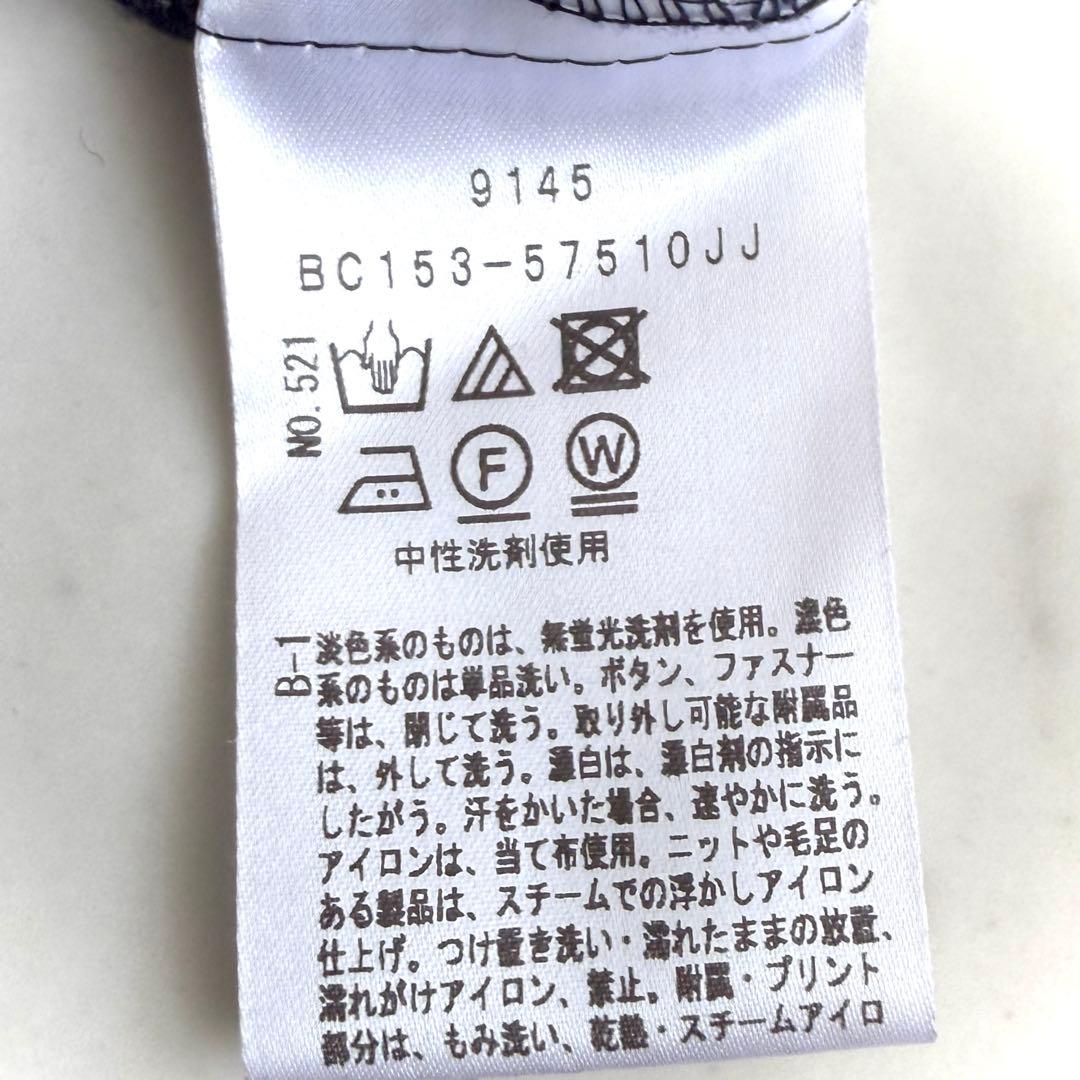 9145
BC153-57510JJ
NO.521
F
W
中性洗剤使用
B-1
淡色系のものは、無蛍光洗剤を使用。濃色
系のものは単品洗い。ボタン、ファスナー
等は、閉じて洗う。取り外し可能な附属品
は、外して洗う。漂白は、漂白剤の指示に
したがう。汗をかいた場合、速やかに洗う。
アイロンは、当て布使用。ニットや毛足の
ある製品は、スチームでの浮かしアイロン
仕上げ。つけ置き洗い・濡れたままの放置、
濡れがけアイロン、禁止。附属・プリント
部分は、もみ洗い、乾熱・スチームアイロ